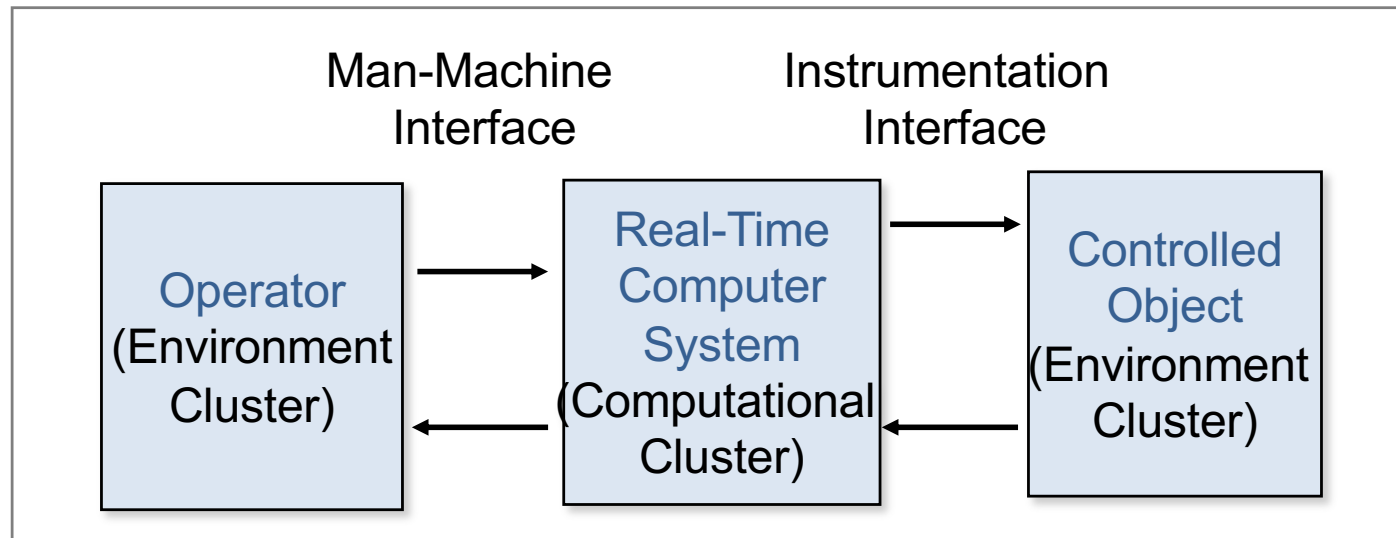 Man-Machine
Interface
Instrumentation
Interface
Operator
(Environment
Cluster)
Real-Time
Computer
System
(Computational
Cluster)
Controlled
Object
(Environment
Cluster)